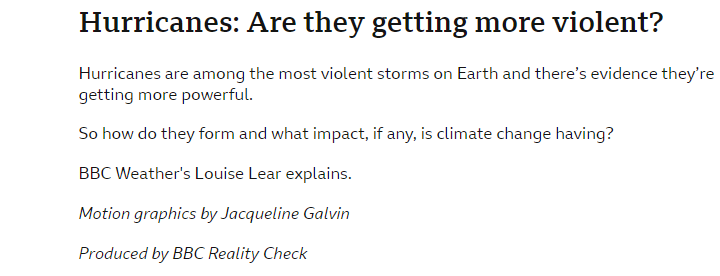 Hurricanes: Are they getting more violent?
Hurricanes are among the most violent storms on Earth and there’s evidence they’re
getting more powerful.
So how do they form and what impact, if any, is climate change having?
BBC Weather's Louise Lear explains.
Motion graphics by Jacqueline Galvin
Produced by BBC Reality Check